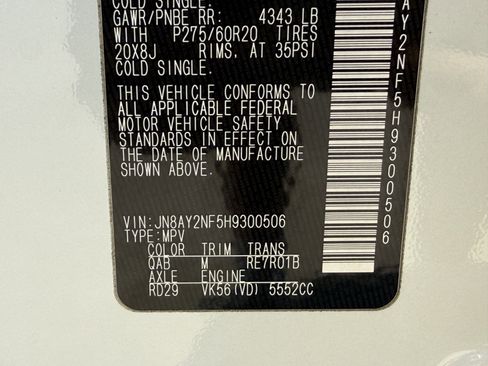 COLD SINGLE.
GAWR/PNBE RR: 4343 LB
WITH P275/60R20 TIRES
20X8J RIMS, AT 35PSI
COLD SINGLE.
THIS VEHICLE CONFORMS TO
ALL APPLICABLE FEDERAL
MOTOR VEHICLE SAFETY
STANDARDS IN EFFECT ON
THE DATE OF MANUFACTURE
VIN:JN8AY2NF5H9300506
TYPE:MPV
COLOR TRIM TRANS
QAB M RE7R01B
AXLE ENGINE
RD29 VK56(VD) 5552CC
AY2NF5H9300506